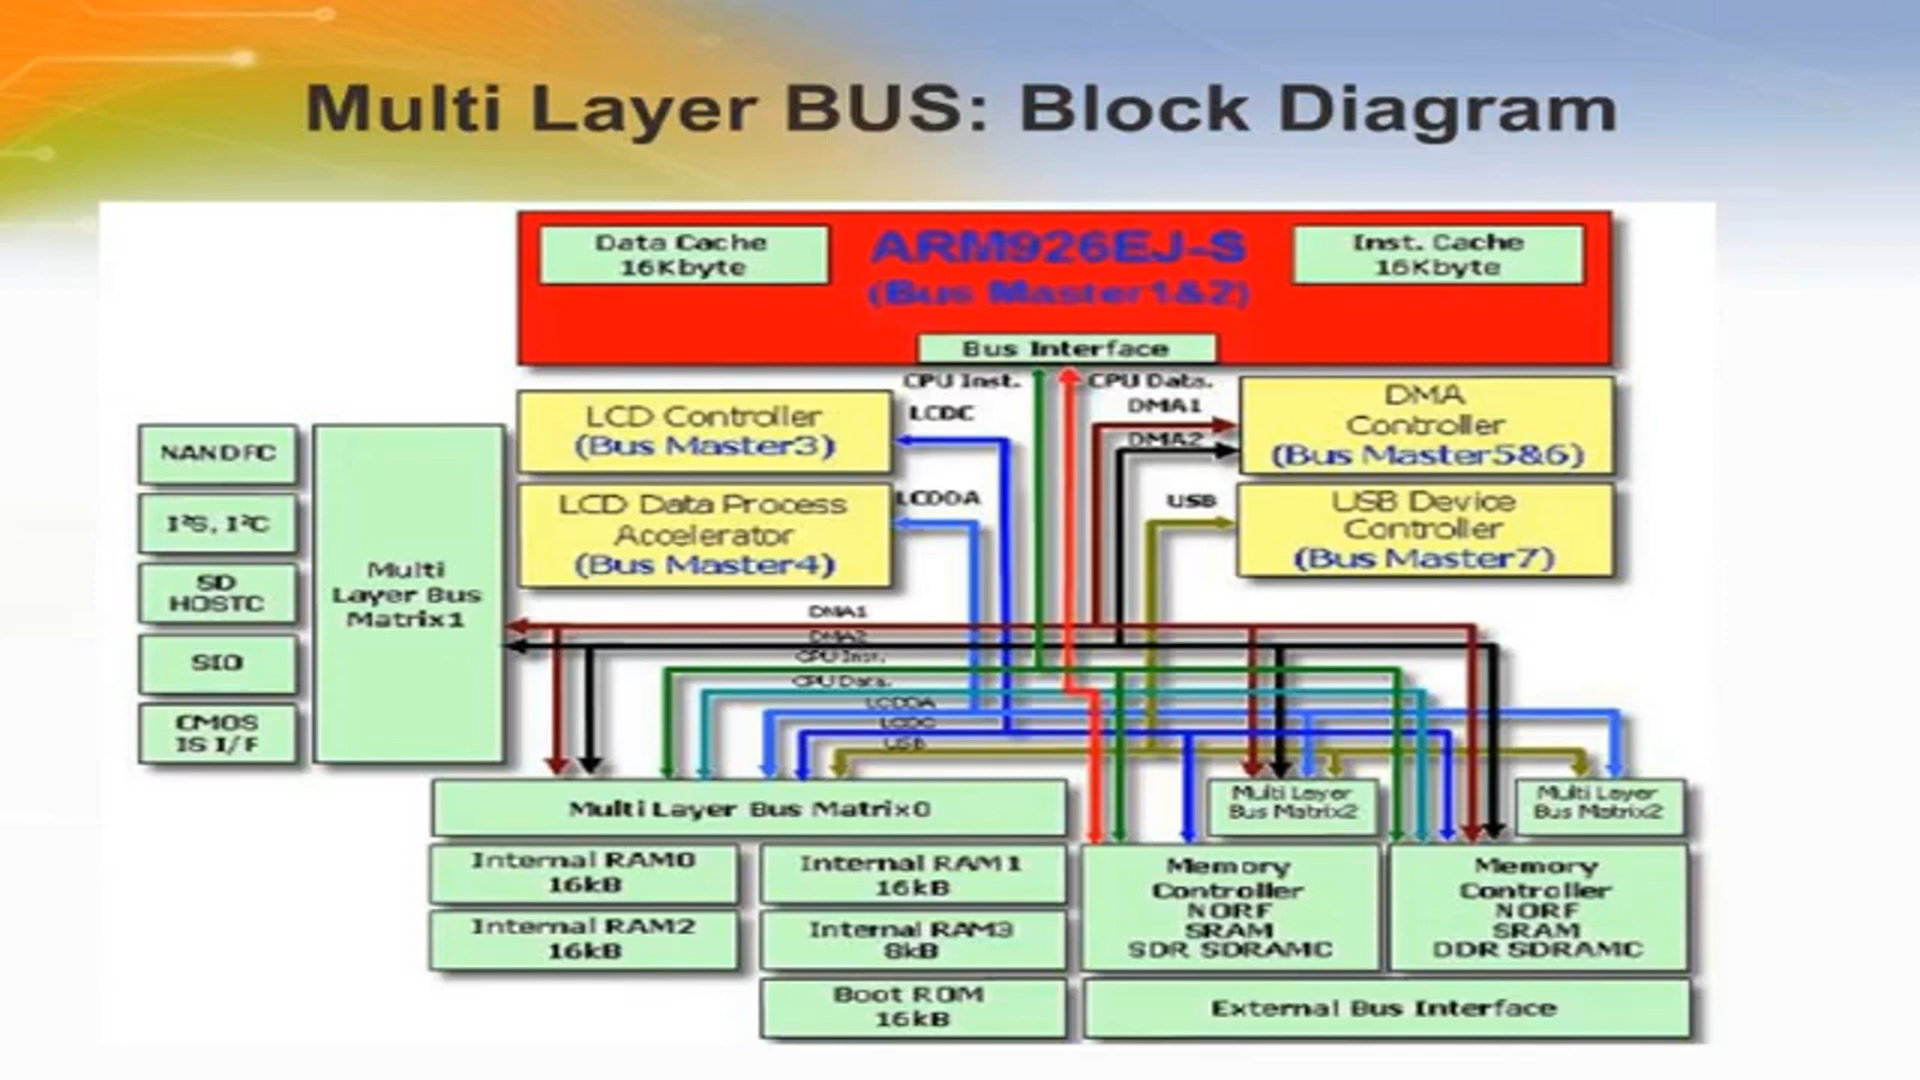 Multi Layer BUS: Block Diagram
Data Cache
16Kbyte
ARM926EJ-S
(Bus Master1&2)
Inst. Cache
16Kbyte
Bus Interface
CPU Inst.
CPU Data.
LCD Controller
(Bus Master3)
LCDC
DMA1
DMA2
DMA
Controller
(Bus Master5&6)
LCD Data Process
Accelerator
(Bus Master4)
LCDDA
USB
USB Device
Controller
(Bus Master7)
NANDFC
I²S, I²C
SD
HOSTC
SIO
CMOS
IS I/F
Multi
Layer Bus
Matrix1
DMA1
DMA2
CPU Inst.
CPU Data.
LCDDA
LCDC
USB
Multi Layer Bus Matrix0
Multi Layer
Bus Matrix2
Multi Layer
Bus Matrix2
Internal RAM0
16kB
Internal RAM1
16kB
Internal RAM2
16kB
Internal RAM3
8kB
Boot ROM
16kB
Memory
Controller
NORF
SRAM
SDR SDRAMC
Memory
Controller
NORF
SRAM
DDR SDRAMC
External Bus Interface